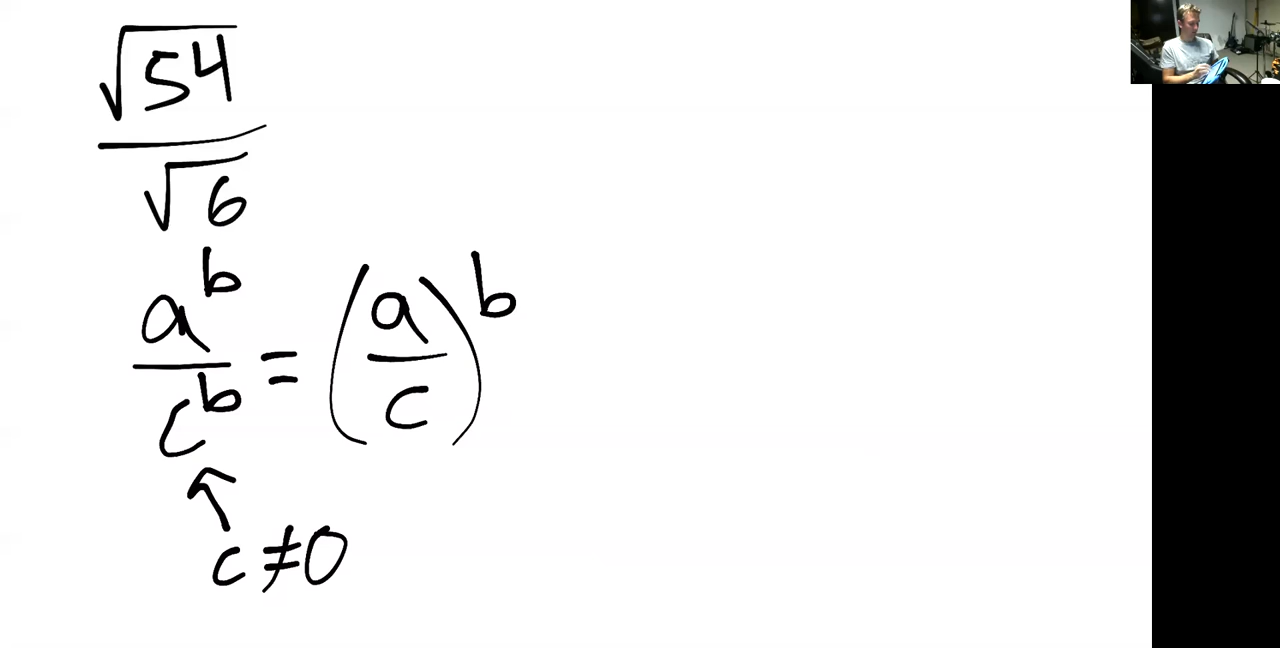 √54
√6
a^b
c^b
= (a/c)^b
c≠0